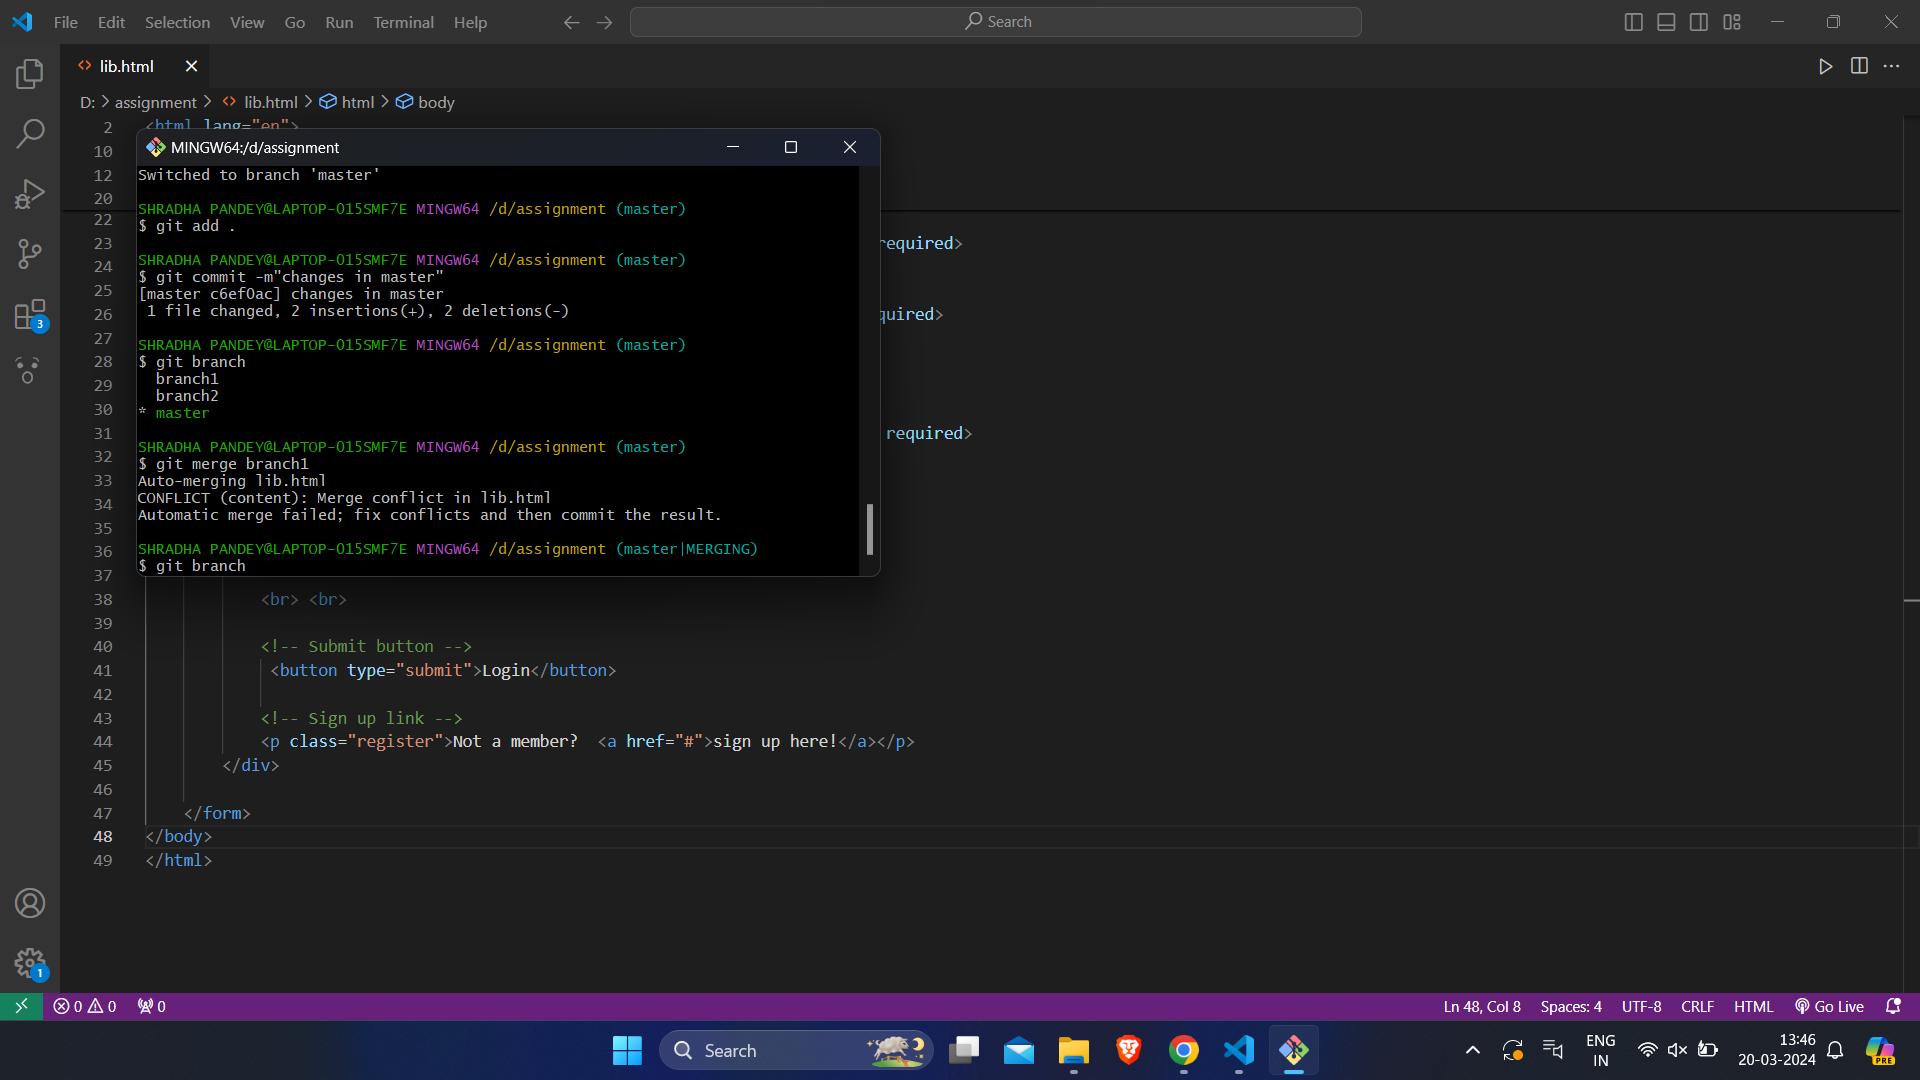 File Edit Selection View Go Run Terminal Help
Search
lib.html
D: > assignment > lib.html > html > body
2 <html lang="en">
10
12
20
MINGW64:/d/assignment
Switched to branch 'master'
SHRADHA PANDEY@LAPTOP-O15SMF7E MINGW64 /d/assignment (master)
$ git add .
SHRADHA PANDEY@LAPTOP-O15SMF7E MINGW64 /d/assignment (master)
$ git commit -m"changes in master"
[master c6ef0ac] changes in master
1 file changed, 2 insertions(+), 2 deletions(-)
SHRADHA PANDEY@LAPTOP-O15SMF7E MINGW64 /d/assignment (master)
$ git branch
branch1
branch2
* master
SHRADHA PANDEY@LAPTOP-O15SMF7E MINGW64 /d/assignment (master)
$ git merge branch1
Auto-merging lib.html
CONFLICT (content): Merge conflict in lib.html
Automatic merge failed; fix conflicts and then commit the result.
SHRADHA PANDEY@LAPTOP-O15SMF7E MINGW64 /d/assignment (master|MERGING)
$ git branch
22
23 required>
24
25
26 quired>
27
28
29
30
31 required>
32
33
34
35
36
37
38 <br> <br>
39
40 <!-- Submit button -->
41 <button type="submit">Login</button>
42
43 <!-- Sign up link -->
44 <p class="register">Not a member? <a href="#">sign up here!</a></p>
45 </div>
46
47 </form>
48 </body>
49 </html>
3
1
0 0 0
Ln 48, Col 8 Spaces: 4 UTF-8 CRLF HTML Go Live
Search
ENG
IN
13:46
20-03-2024
PRE